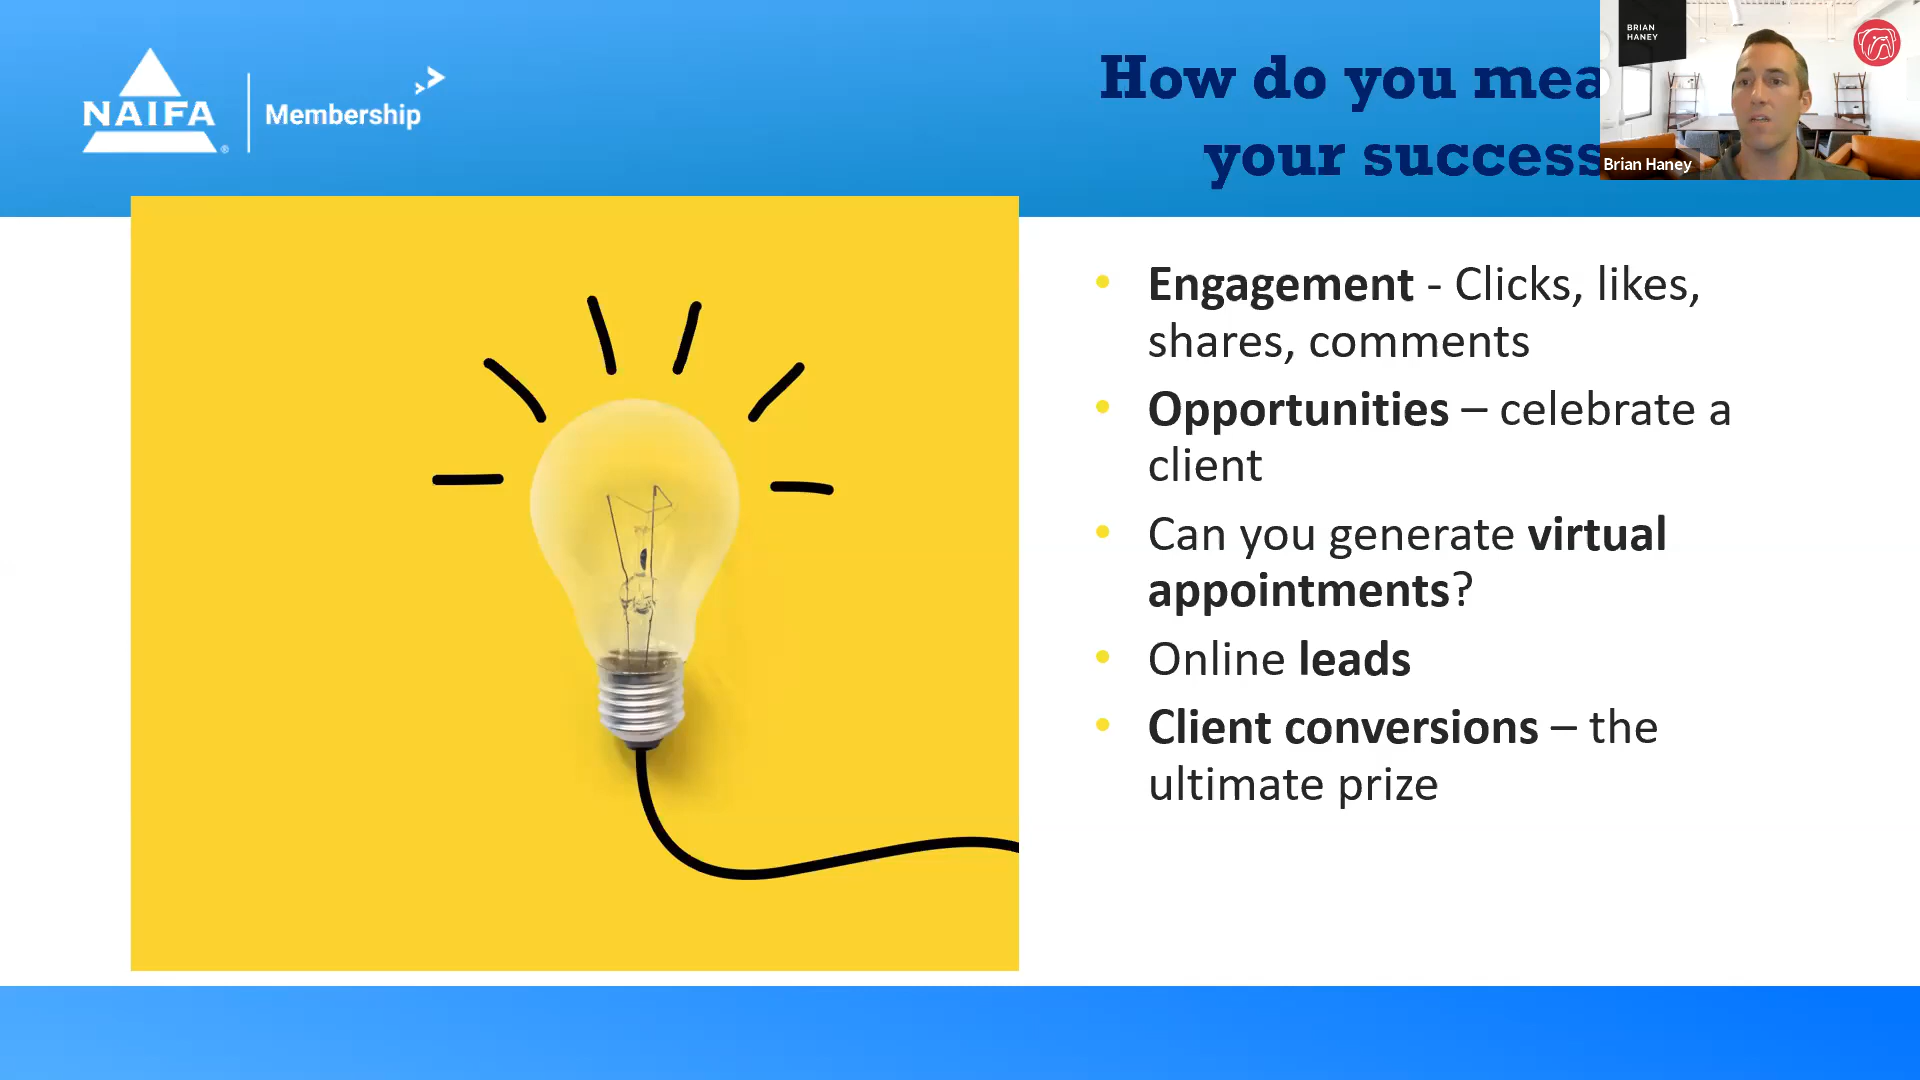 NAIFA
®
Membership
How do you mea
your success
BRIAN
HANEY
Brian Haney
• Engagement - Clicks, likes,
shares, comments
• Opportunities – celebrate a
client
• Can you generate virtual
appointments?
• Online leads
• Client conversions – the
ultimate prize